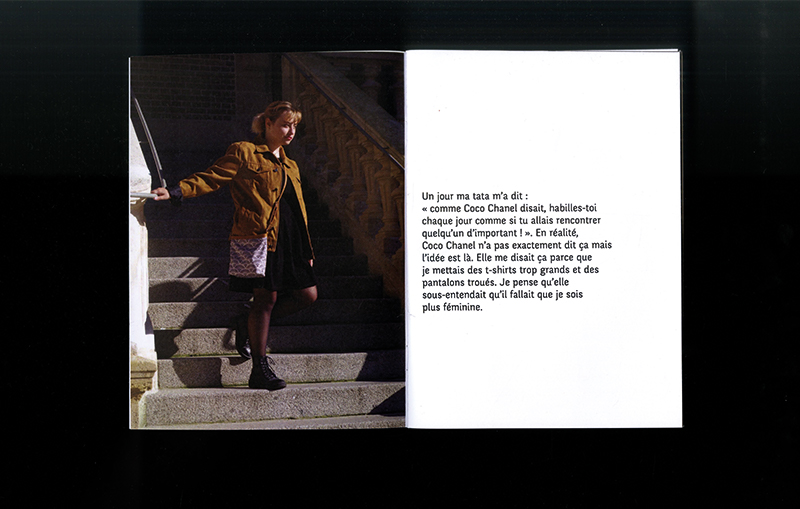 Un jour ma tata m'a dit :
« comme Coco Chanel disait, habilles-toi
chaque jour comme si tu allais rencontrer
quelqu'un d'important ! ». En réalité,
Coco Chanel n'a pas exactement dit ça mais
l'idée est là. Elle me disait ça parce que
je mettais des t-shirts trop grands et des
pantalons troués. Je pense qu'elle
sous-entendait qu'il fallait que je sois
plus féminine.